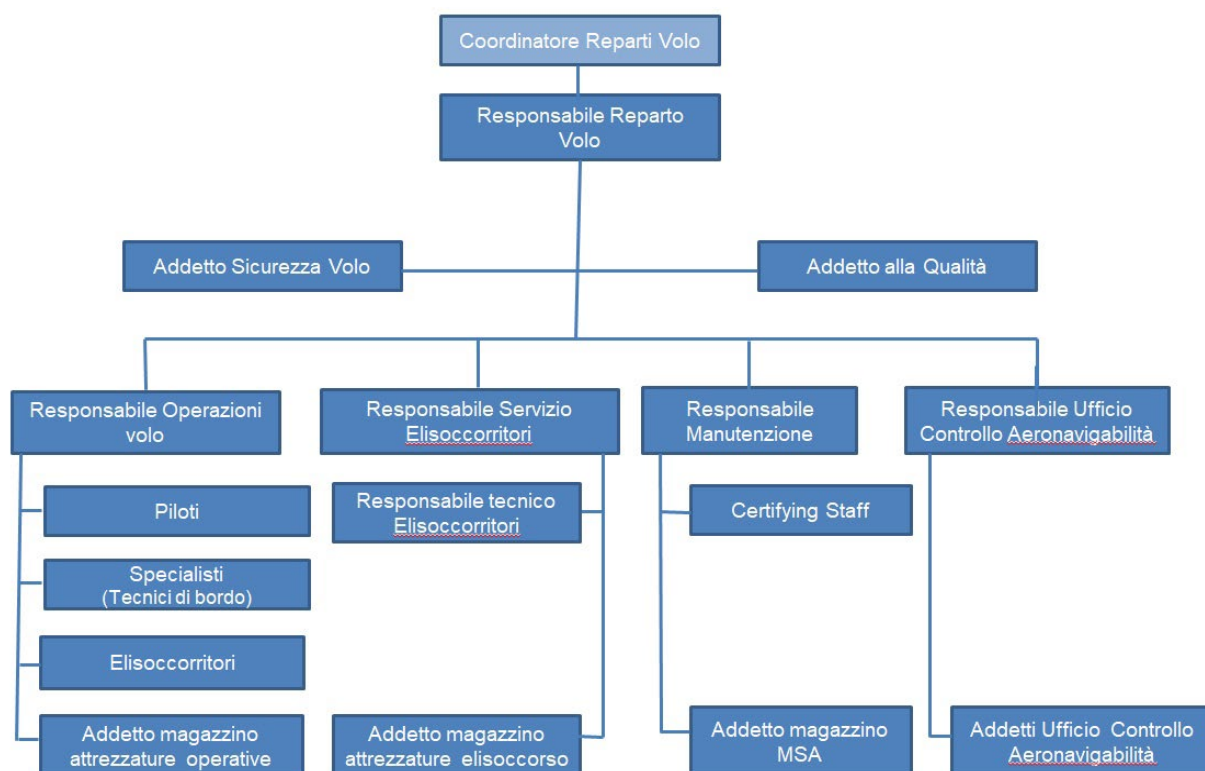 Coordinatore Reparti Volo
Responsabile Reparto
Volo
Addetto Sicurezza Volo
Addetto alla Qualità
Responsabile Operazioni
volo
Responsabile Servizio
Elisoccorritori
Responsabile
Manutenzione
Responsabile Ufficio
Controllo Aeronavigabilità
Piloti
Responsabile tecnico
Elisoccorritori
Certifying Staff
Specialisti
(Tecnici di bordo)
Elisoccorritori
Addetto magazzino
attrezzature operative
Addetto magazzino
attrezzature elisoccorso
Addetto magazzino
MSA
Addetti Ufficio Controllo
Aeronavigabilità